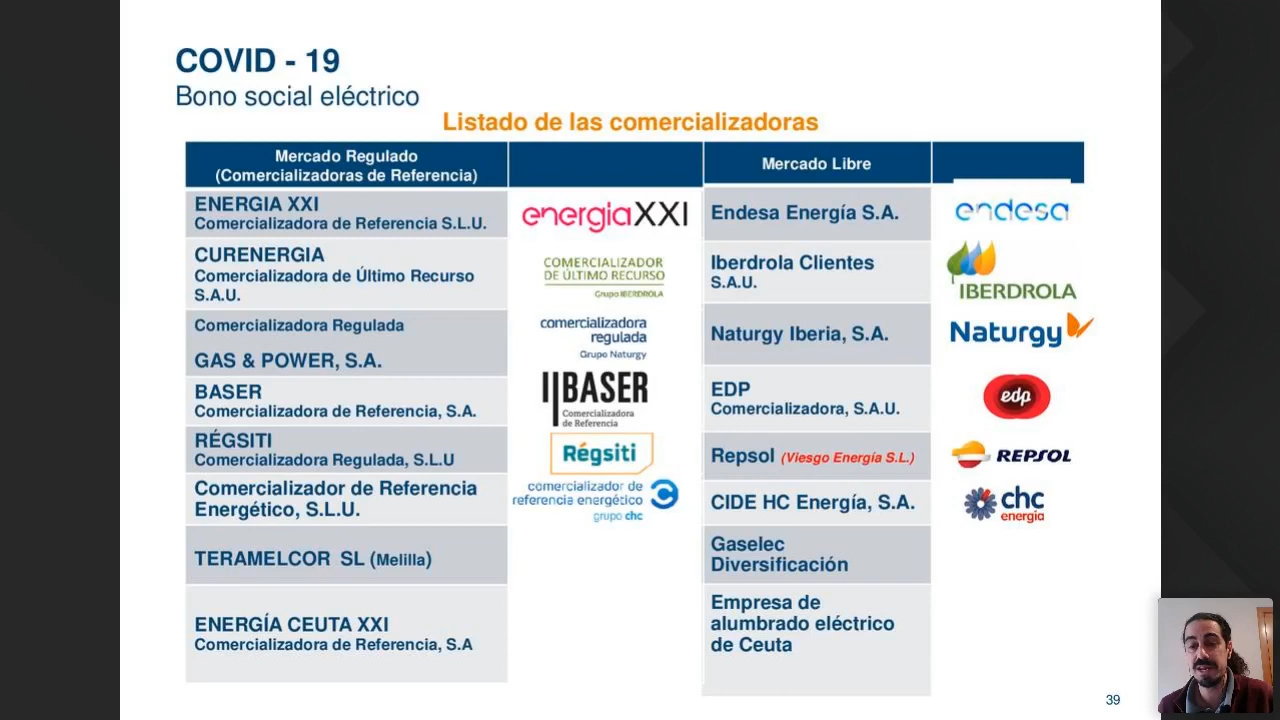 COVID - 19
Bono social eléctrico
Listado de las comercializadoras
Mercado Regulado
(Comercializadoras de Referencia)
Mercado Libre
ENERGIA XXI
Comercializadora de Referencia S.L.U.
energíaXXI
Endesa Energía S.A.
endesa
CURENERGIA
Comercializadora de Último Recurso
S.A.U.
COMERCIALIZADOR
DE ÚLTIMO RECURSO
Grupo IBERDROLA
Iberdrola Clientes
S.A.U.
IBERDROLA
Comercializadora Regulada
GAS & POWER, S.A.
comercializadora
regulada
Grupo Naturgy
Naturgy Iberia, S.A.
Naturgy
BASER
Comercializadora de Referencia, S.A.
BASER
Comercializadora
de Referencia
EDP
Comercializadora, S.A.U.
edp
RÉGSITI
Comercializadora Regulada, S.L.U
Régsiti
Repsol (Viesgo Energía S.L.)
REPSOL
Comercializador de Referencia
Energético, S.L.U.
comercializador de
referencia energético
grupo chc
CIDE HC Energía, S.A.
chc
energía
TERAMELCOR SL (Melilla)
Gaselec
Diversificación
ENERGÍA CEUTA XXI
Comercializadora de Referencia, S.A
Empresa de
alumbrado eléctrico
de Ceuta
39